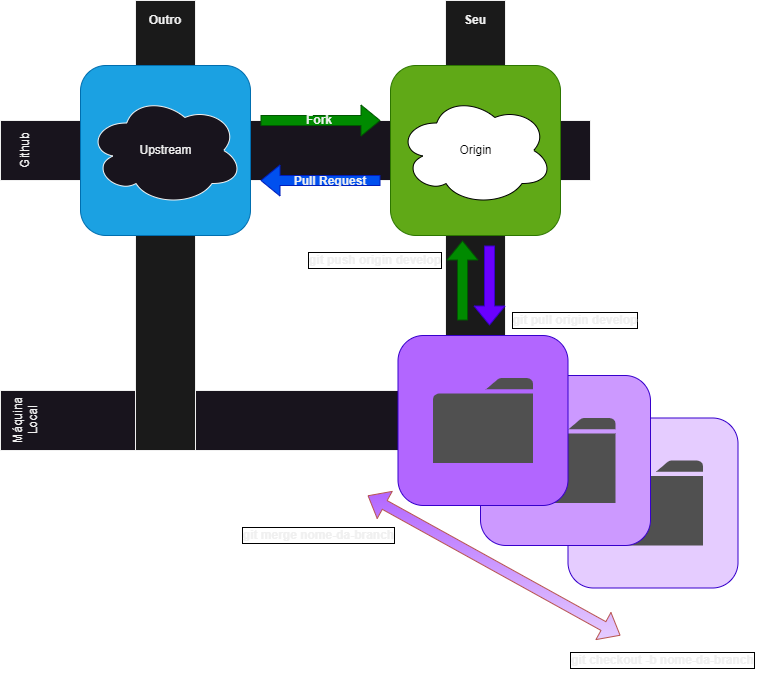 Outro
Seu
Github
Upstream
Fork
Pull Request
Origin
git push origin develop
git pull origin develop
Máquina
Local
git merge nome-da-branch
git checkout -b nome-da-branch